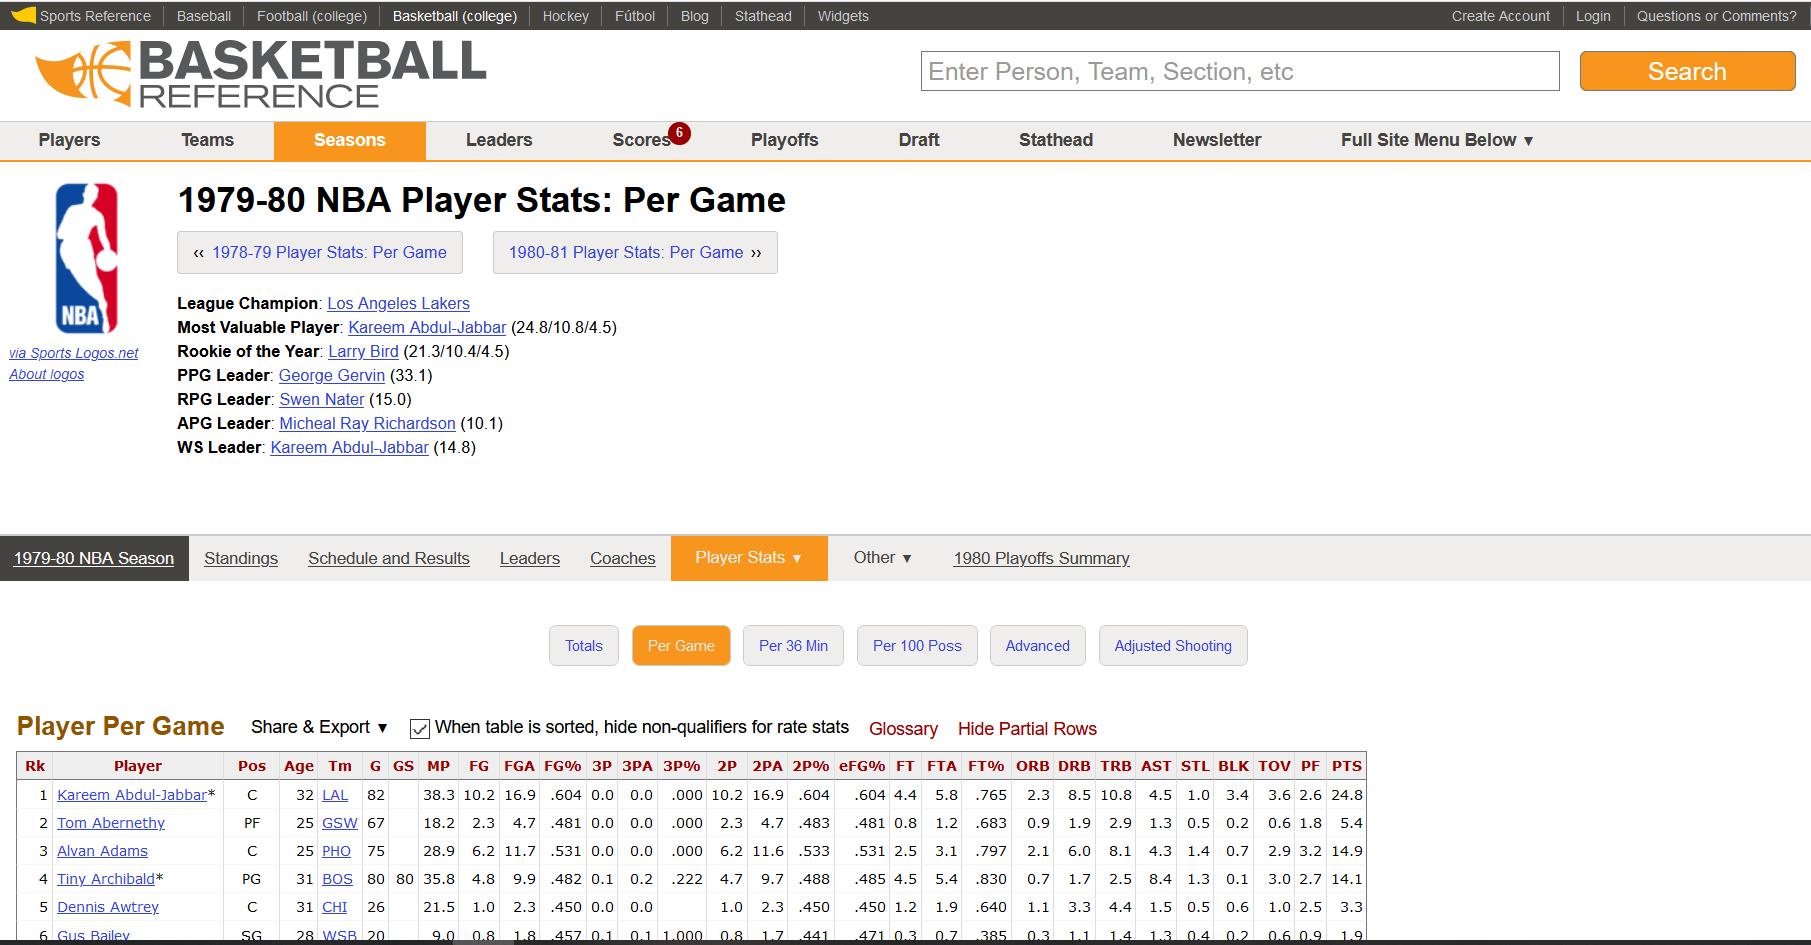 Sports Reference Baseball Football (college) Basketball (college) Hockey Fútbol Blog Stathead Widgets Create Account Login Questions or Comments?
BASKETBALL
REFERENCE
Enter Person, Team, Section, etc Search
Players Teams Seasons Leaders Scores 6 Playoffs Draft Stathead Newsletter Full Site Menu Below ▼
NBA
via Sports Logos.net
About logos
1979-80 NBA Player Stats: Per Game
‹‹ 1978-79 Player Stats: Per Game 1980-81 Player Stats: Per Game ››
League Champion: Los Angeles Lakers
Most Valuable Player: Kareem Abdul-Jabbar (24.8/10.8/4.5)
Rookie of the Year: Larry Bird (21.3/10.4/4.5)
PPG Leader: George Gervin (33.1)
RPG Leader: Swen Nater (15.0)
APG Leader: Micheal Ray Richardson (10.1)
WS Leader: Kareem Abdul-Jabbar (14.8)
1979-80 NBA Season Standings Schedule and Results Leaders Coaches Player Stats ▼ Other ▼ 1980 Playoffs Summary
Totals Per Game Per 36 Min Per 100 Poss Advanced Adjusted Shooting
Player Per Game Share & Export ▼ When table is sorted, hide non-qualifiers for rate stats Glossary Hide Partial Rows
Rk Player Pos Age Tm G GS MP FG FGA FG% 3P 3PA 3P% 2P 2PA 2P% eFG% FT FTA FT% ORB DRB TRB AST STL BLK TOV PF PTS
1 Kareem Abdul-Jabbar* C 32 LAL 82 38.3 10.2 16.9 .604 0.0 0.0 .000 10.2 16.9 .604 .604 4.4 5.8 .765 2.3 8.5 10.8 4.5 1.0 3.4 3.6 2.6 24.8
2 Tom Abernethy PF 25 GSW 67 18.2 2.3 4.7 .481 0.0 0.0 .000 2.3 4.7 .483 .481 0.8 1.2 .683 0.9 1.9 2.9 1.3 0.5 0.2 0.6 1.8 5.4
3 Alvan Adams C 25 PHO 75 28.9 6.2 11.7 .531 0.0 0.0 .000 6.2 11.6 .533 .531 2.5 3.1 .797 2.1 6.0 8.1 4.3 1.4 0.7 2.9 3.2 14.9
4 Tiny Archibald* PG 31 BOS 80 80 35.8 4.8 9.9 .482 0.1 0.2 .222 4.7 9.7 .488 .485 4.5 5.4 .830 0.7 1.7 2.5 8.4 1.3 0.1 3.0 2.7 14.1
5 Dennis Awtrey C 31 CHI 26 21.5 1.0 2.3 .450 0.0 0.0 1.0 2.3 .450 .450 1.2 1.9 .640 1.1 3.3 4.4 1.5 0.5 0.6 1.0 2.5 3.3
6 Gus Bailey SG 28 WSB 20 9.0 0.8 1.8 .457 0.1 0.1 1.000 0.8 1.7 .441 .471 0.3 0.7 .385 0.3 1.1 1.4 1.3 0.4 0.2 0.6 0.9 1.9